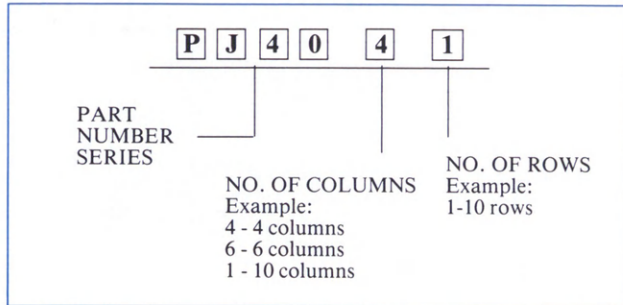 P J 4 0 4 1
PART
NUMBER
SERIES
NO. OF COLUMNS
Example:
4 - 4 columns
6 - 6 columns
1 - 10 columns
NO. OF ROWS
Example:
1-10 rows